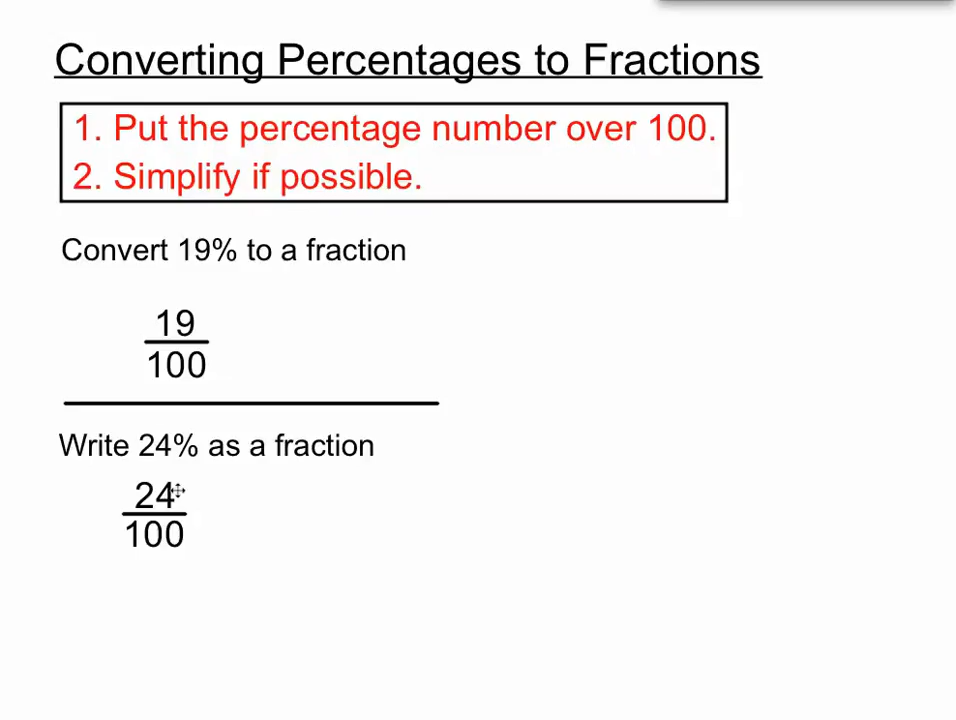 Converting Percentages to Fractions
1. Put the percentage number over 100.
2. Simplify if possible.
Convert 19% to a fraction
19
100
Write 24% as a fraction
24
100